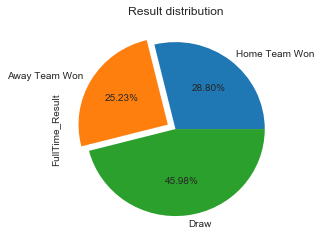 Result distribution
Home Team Won
Away Team Won
28.80%
25.23%
FullTime_Result
45.98%
Draw